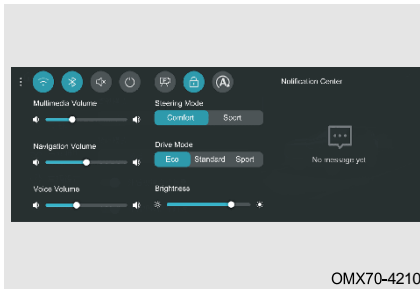 Notification Center
Multimedia Volume
Steering Mode
Comfort Sport
Navigation Volume
Drive Mode
Eco Standard Sport
No message yet
Voice Volume
Brightness
OMX70-4210